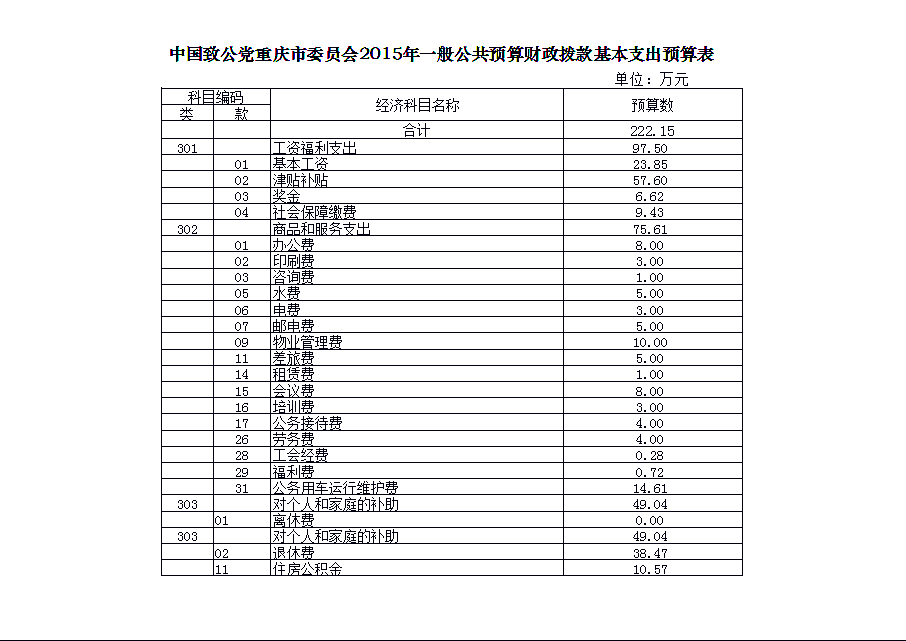 中国致公党重庆市委员会2015年一般公共预算财政拨款基本支出预算表
单位：万元
科目编码 经济科目名称 预算数
类 款
合计 222.15
301 工资福利支出 97.50
01 基本工资 23.85
02 津贴补贴 57.60
03 奖金 6.62
04 社会保障缴费 9.43
302 商品和服务支出 75.61
01 办公费 8.00
02 印刷费 3.00
03 咨询费 1.00
05 水费 5.00
06 电费 3.00
07 邮电费 5.00
09 物业管理费 10.00
11 差旅费 5.00
14 租赁费 1.00
15 会议费 8.00
16 培训费 3.00
17 公务接待费 4.00
26 劳务费 4.00
28 工会经费 0.28
29 福利费 0.72
31 公务用车运行维护费 14.61
303 对个人和家庭的补助 49.04
01 离休费 0.00
303 对个人和家庭的补助 49.04
02 退休费 38.47
11 住房公积金 10.57